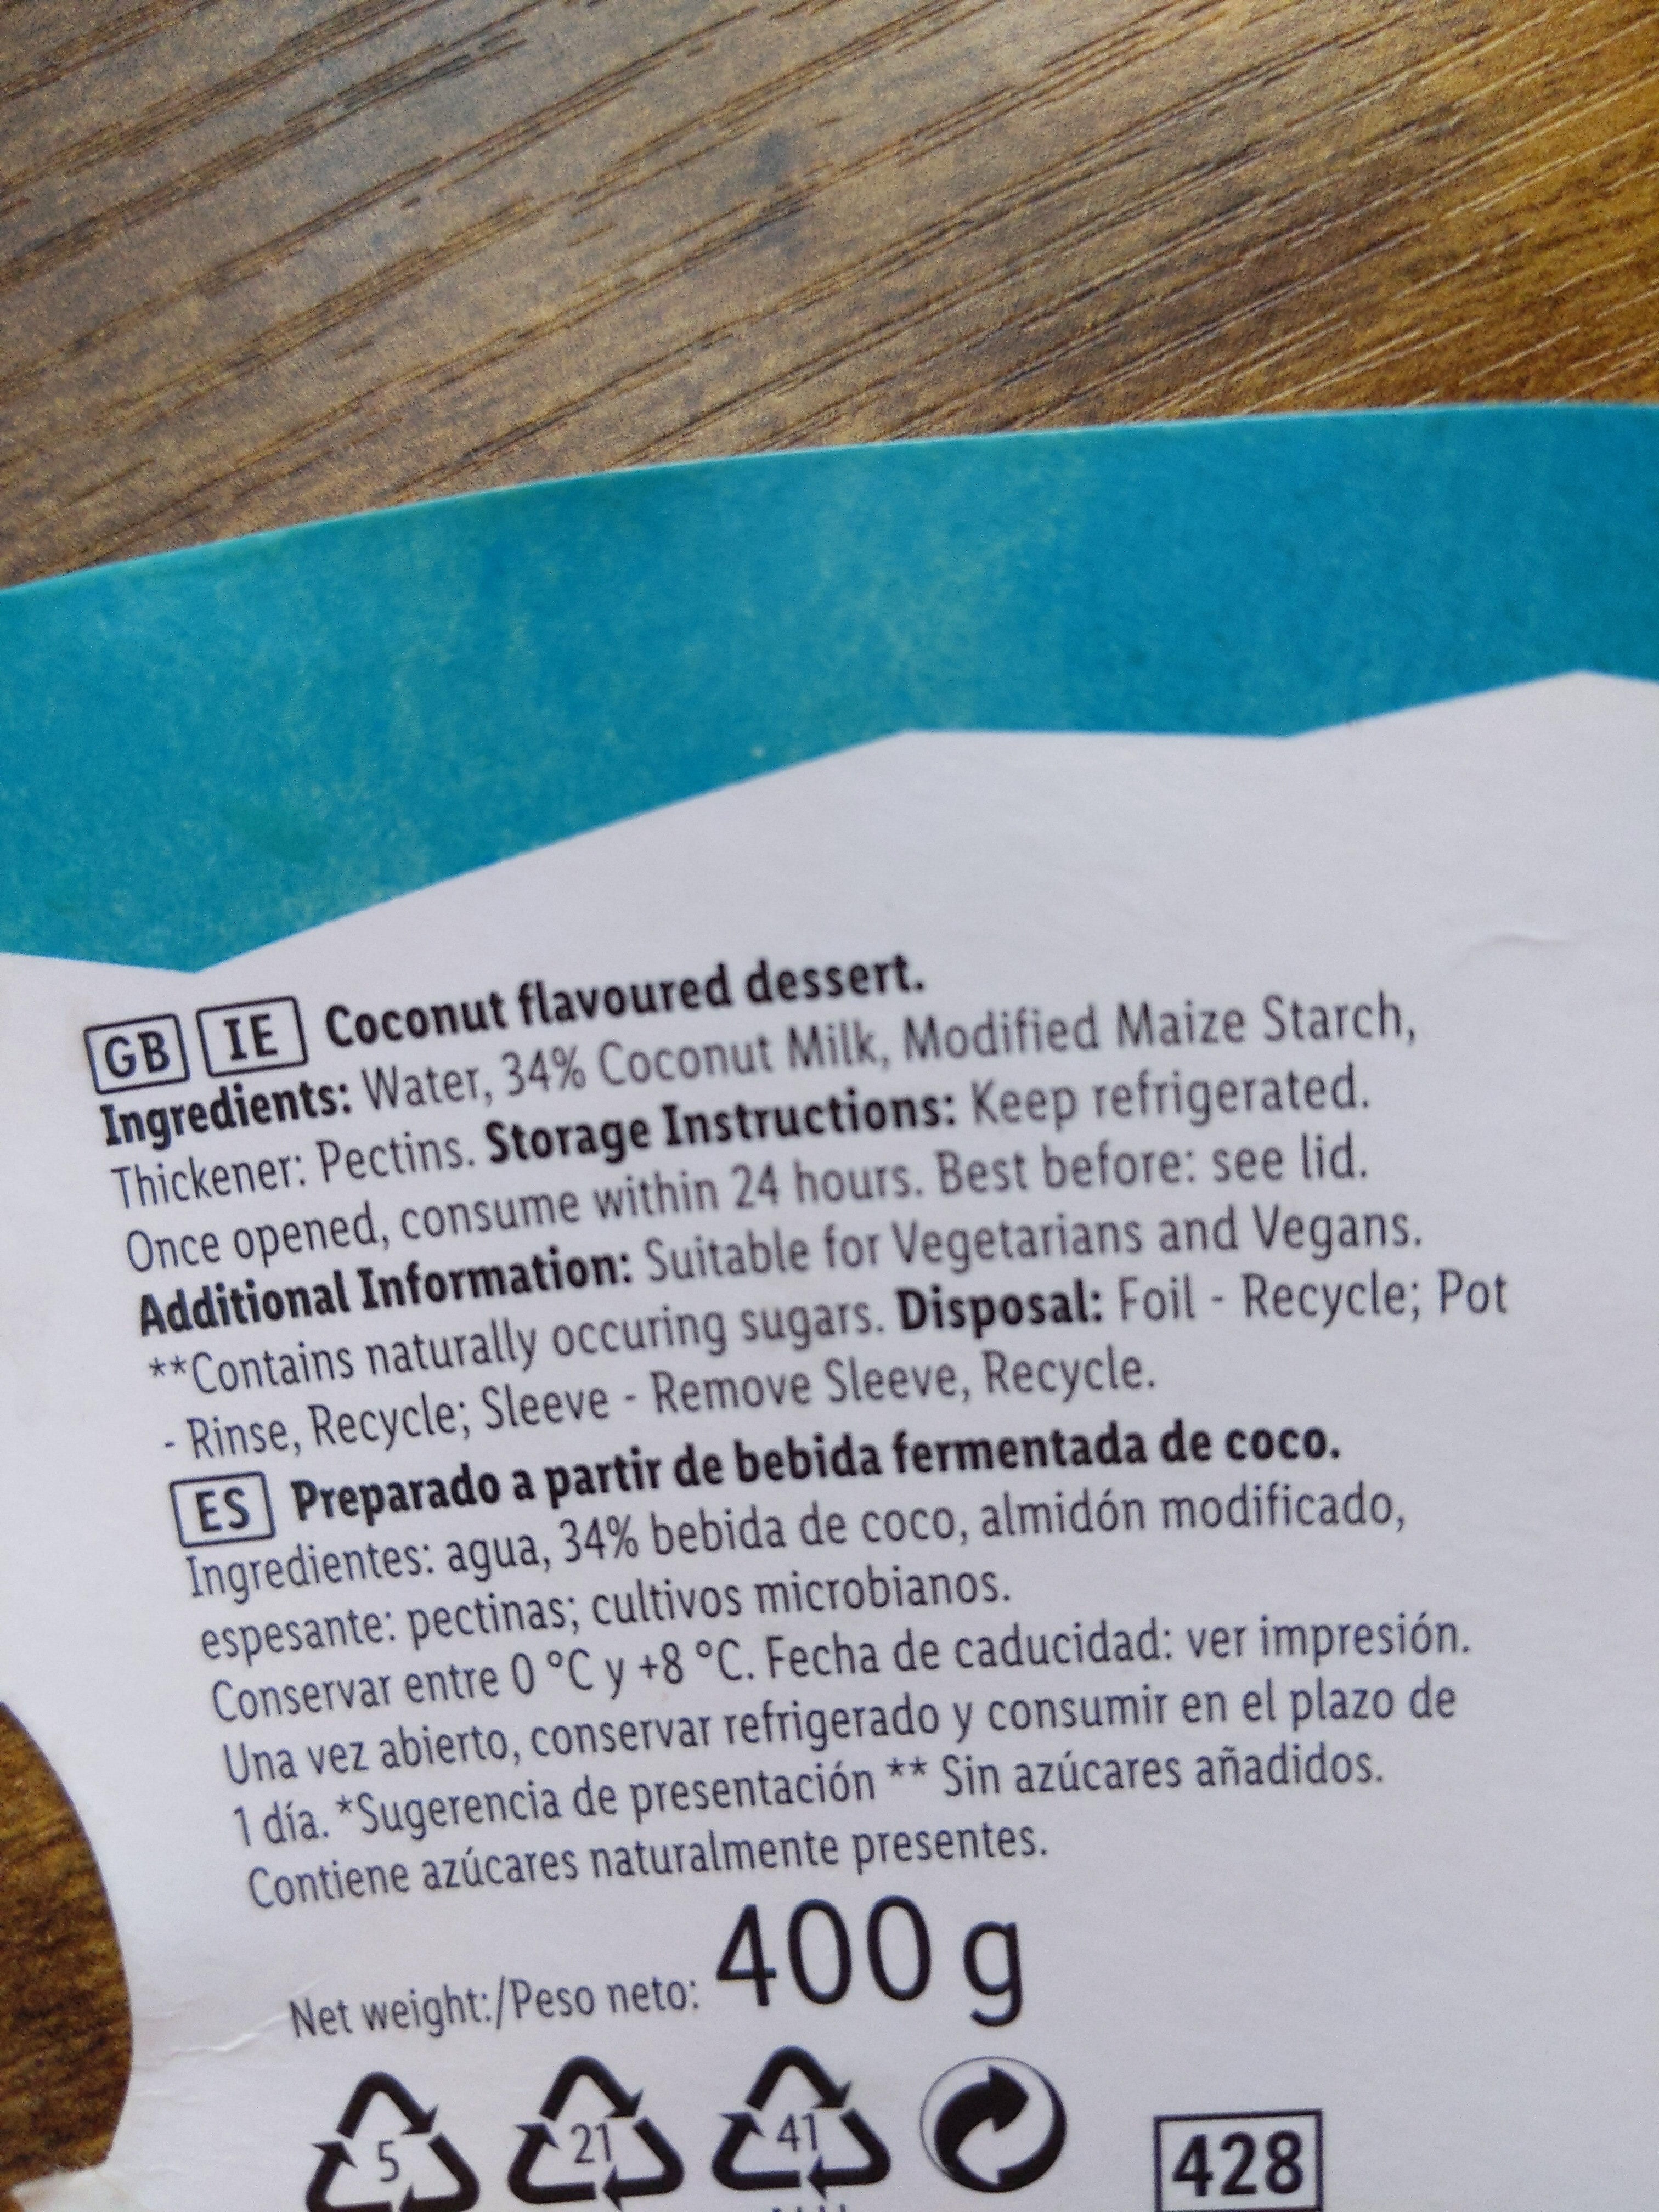 GB IE Coconut flavoured dessert.
Ingredients: Water, 34% Coconut Milk, Modified Maize Starch,
Thickener: Pectins. Storage Instructions: Keep refrigerated.
Once opened, consume within 24 hours. Best before: see lid.
Additional Information: Suitable for Vegetarians and Vegans.
**Contains naturally occuring sugars. Disposal: Foil - Recycle; Pot
- Rinse, Recycle; Sleeve - Remove Sleeve, Recycle.
ES Preparado a partir de bebida fermentada de coco.
Ingredientes: agua, 34% bebida de coco, almidón modificado,
espesante: pectinas; cultivos microbianos.
Conservar entre 0 °C y +8 °C. Fecha de caducidad: ver impresión.
Una vez abierto, conservar refrigerado y consumir en el plazo de
1 día. *Sugerencia de presentación ** Sin azúcares añadidos.
Contiene azúcares naturalmente presentes.
Net weight:/Peso neto: 400 g
5 21 41 428